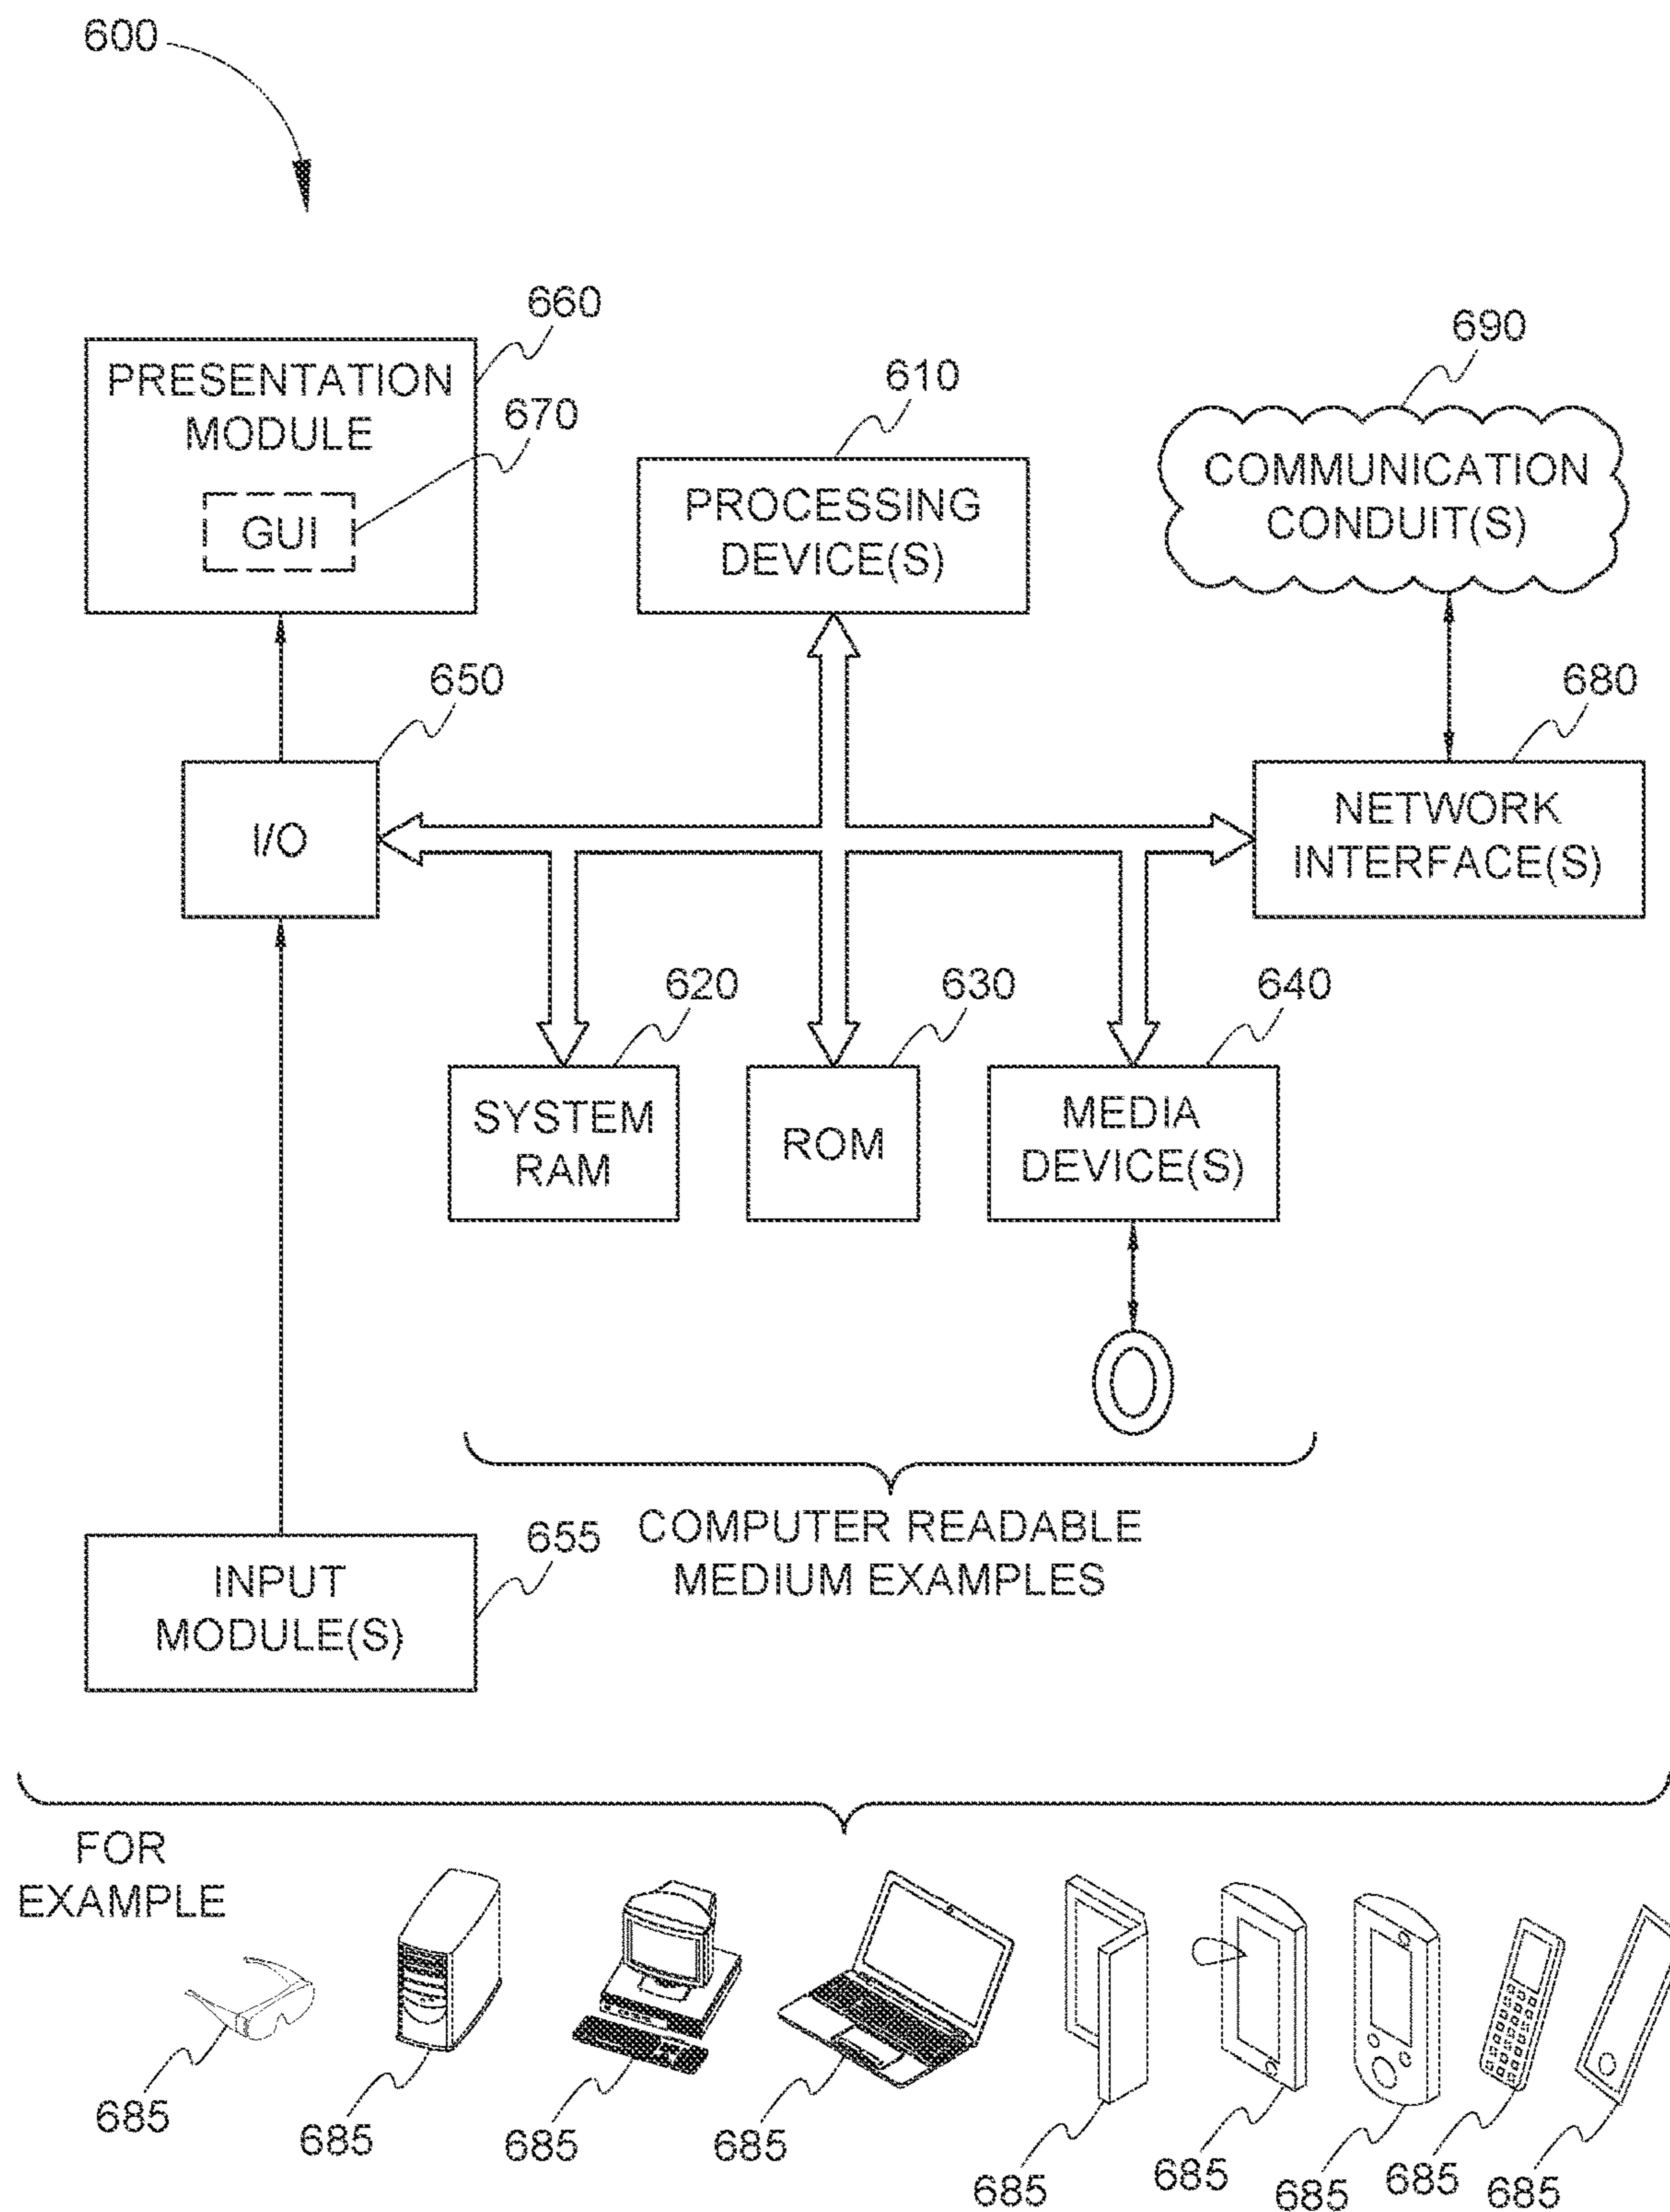 600
660
PRESENTATION
MODULE
670
GUI
610
PROCESSING
DEVICE(S)
690
COMMUNICATION
CONDUIT(S)
650
I/O
680
NETWORK
INTERFACE(S)
620
SYSTEM
RAM
630
ROM
640
MEDIA
DEVICE(S)
COMPUTER READABLE
MEDIUM EXAMPLES
655
INPUT
MODULE(S)
FOR
EXAMPLE
685
685
685
685
685
685
685
685
685